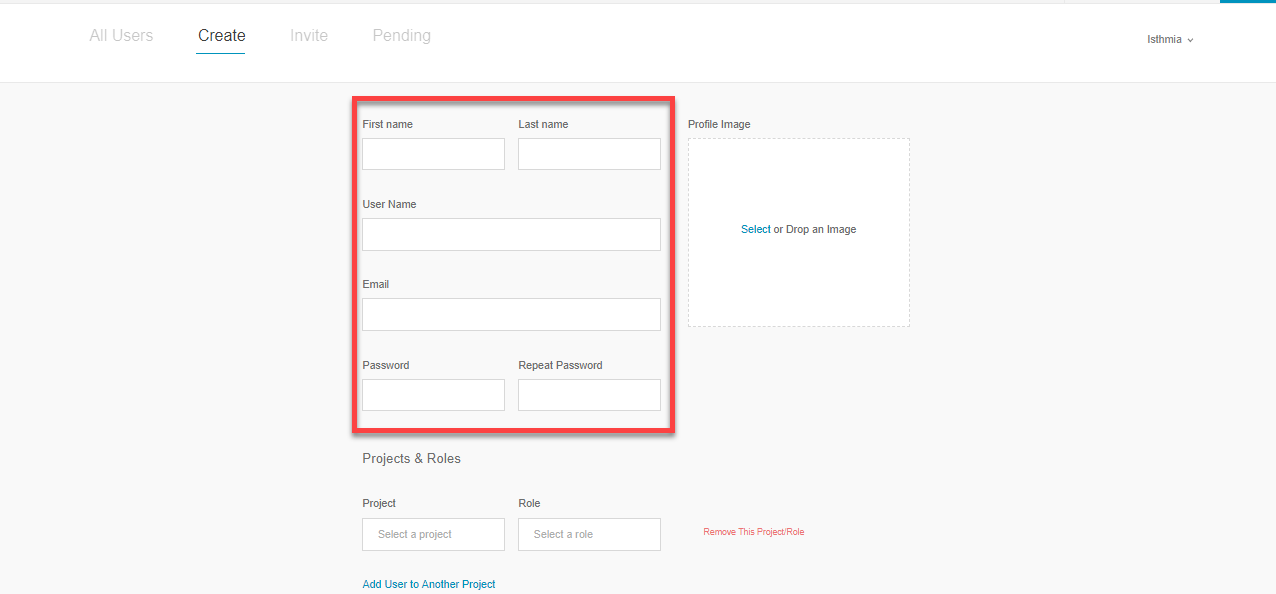 All Users Create Invite Pending
Isthmia
First name Last name Profile Image
User Name
Select or Drop an Image
Email
Password Repeat Password
Projects & Roles
Project Role
Select a project Select a role Remove This Project/Role
Add User to Another Project